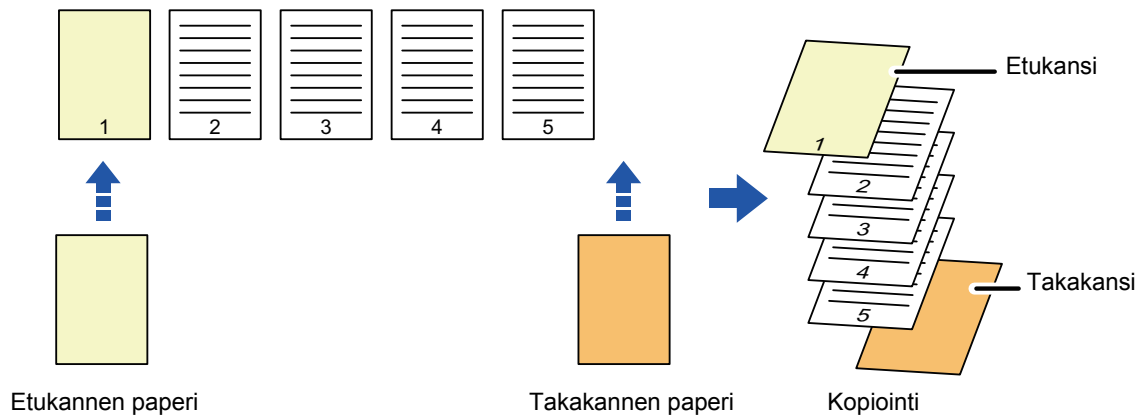 1 2 3 4 5
Etukansi
1
2
3
4
5
Takakansi
Etukannen paperi
Takakannen paperi
Kopiointi